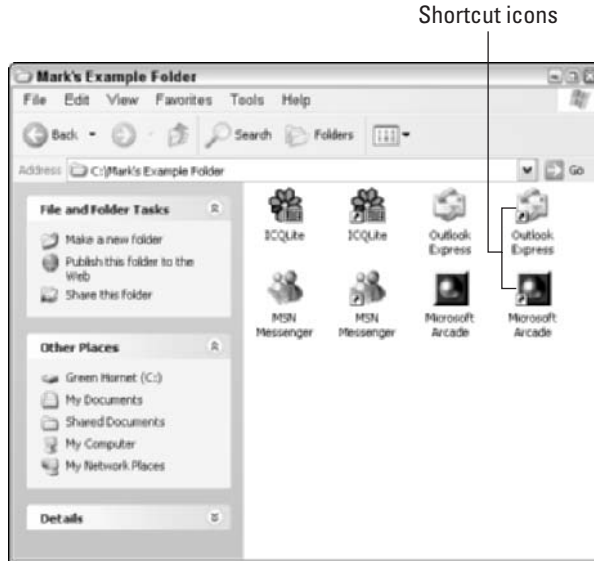 Shortcut icons
Mark's Example Folder
File Edit View Favorites Tools Help
Back Search Folders
Address C:\Mark's Example Folder Go
File and Folder Tasks
Make a new folder
Publish this folder to the
Web
Share this folder
Other Places
Green Hornet (C:)
My Documents
Shared Documents
My Computer
My Network Places
Details
ICQLite ICQLite Outlook Express Outlook Express
MSN Messenger MSN Messenger Microsoft Arcade Microsoft Arcade